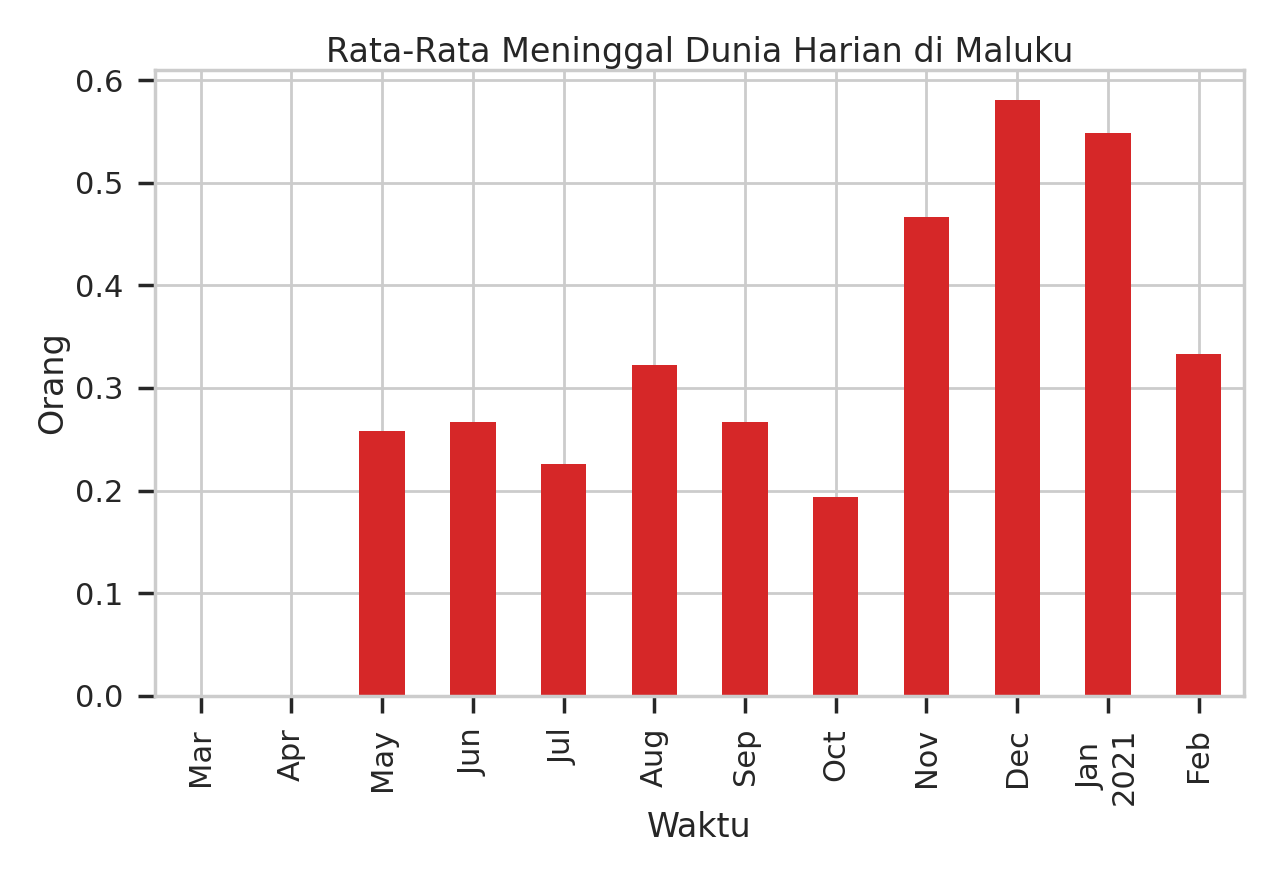 Rata-Rata Meninggal Dunia Harian di Maluku
0.6
0.5
0.4
0.3
0.2
0.1
0.0
Orang
Mar
Apr
May
Jun
Jul
Aug
Sep
Oct
Nov
Dec
Jan
2021
Feb
Waktu